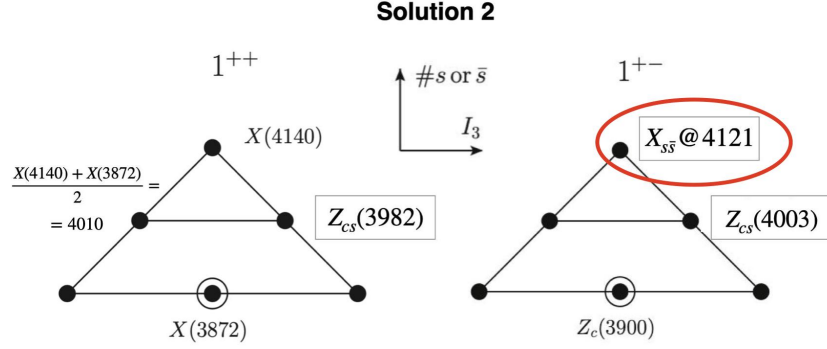 Solution 2
1⁺⁺
# s or s̄
I₃
1⁺⁻
X(4140)
X_{ss̄}@4121
X(4140) + X(3872)
2
=
= 4010
Z_{cs}(3982)
Z_{cs}(4003)
X(3872)
Z_c(3900)